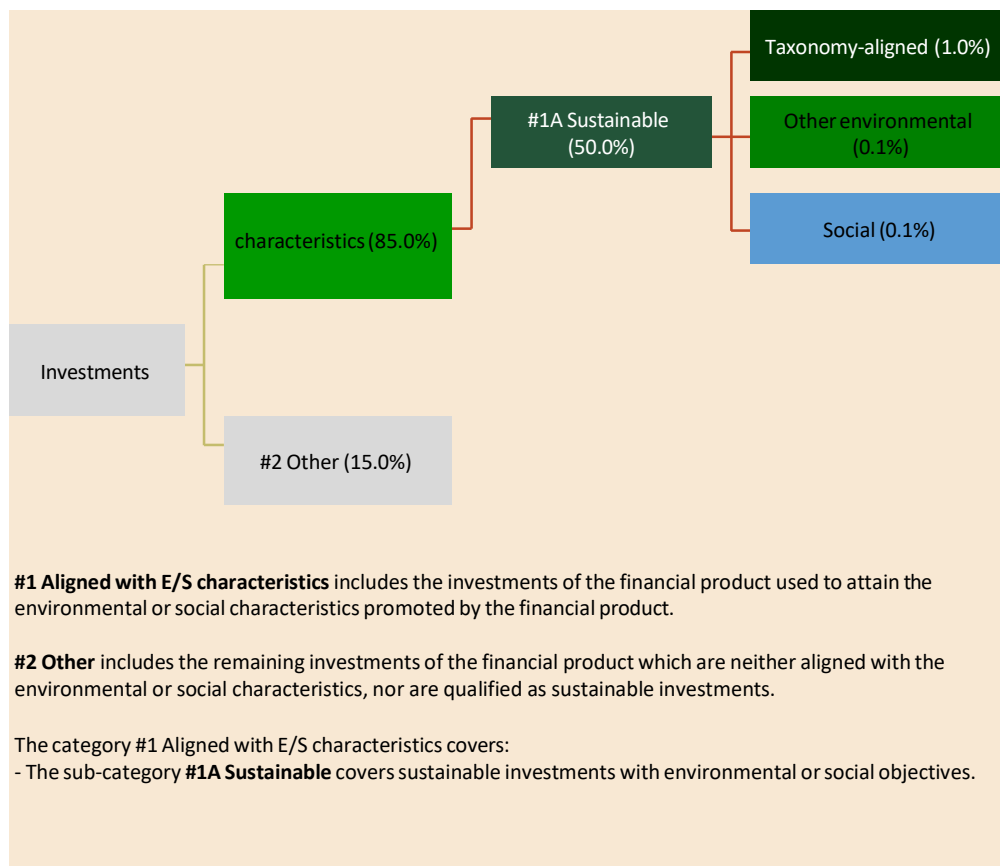 Taxonomy-aligned (1.0%)
#1A Sustainable
(50.0%)
Other environmental
(0.1%)
characteristics (85.0%)
Social (0.1%)
Investments
#2 Other (15.0%)
#1 Aligned with E/S characteristics includes the investments of the financial product used to attain the
environmental or social characteristics promoted by the financial product.
#2 Other includes the remaining investments of the financial product which are neither aligned with the
environmental or social characteristics, nor are qualified as sustainable investments.
The category #1 Aligned with E/S characteristics covers:
- The sub-category #1A Sustainable covers sustainable investments with environmental or social objectives.